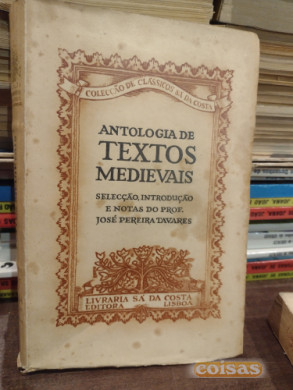 COLECÇÃO DE CLÁSSICOS SÁ DA COSTA
ANTOLOGIA DE
TEXTOS
MEDIEVAIS
SELECÇÃO, INTRODUÇÃO
E NOTAS DO PROF.
JOSÉ PEREIRA TAVARES
LIVRARIA SÁ DA COSTA
EDITORA LISBOA
coisas